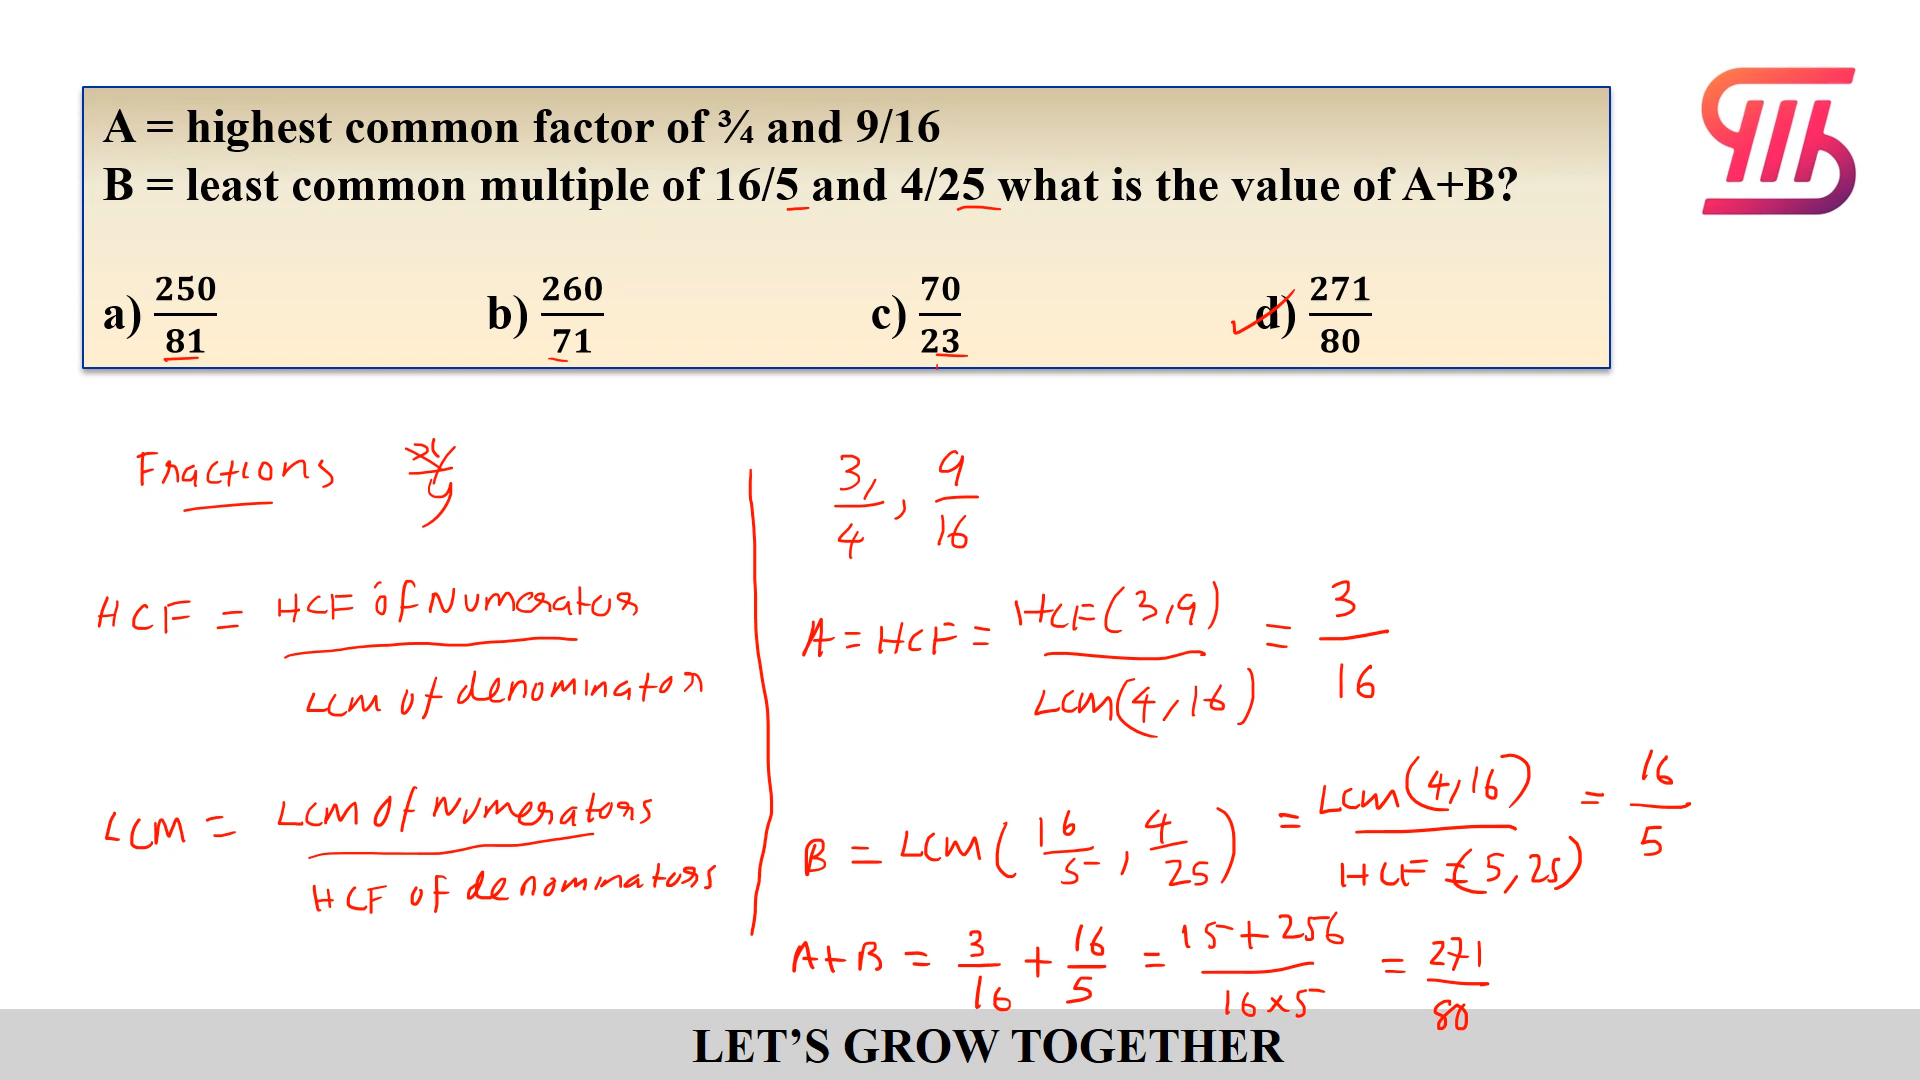 A = highest common factor of ¾ and 9/16
B = least common multiple of 16/5 and 4/25 what is the value of A+B?
a) 250/81 b) 260/71 c) 70/23 d) 271/80
Fractions x/y
HCF = HCF of Numerator / LCM of denominator
LCM = LCM of Numerators / HCF of denominators
3/4, 9/16
A = HCF = HCF(3,9) / LCM(4,16) = 3/16
B = LCM(16/5, 4/25) = LCM(4,16) / HCF(5,25) = 16/5
A+B = 3/16 + 16/5 = 15+256 / 16×5 = 271/80
LET’S GROW TOGETHER